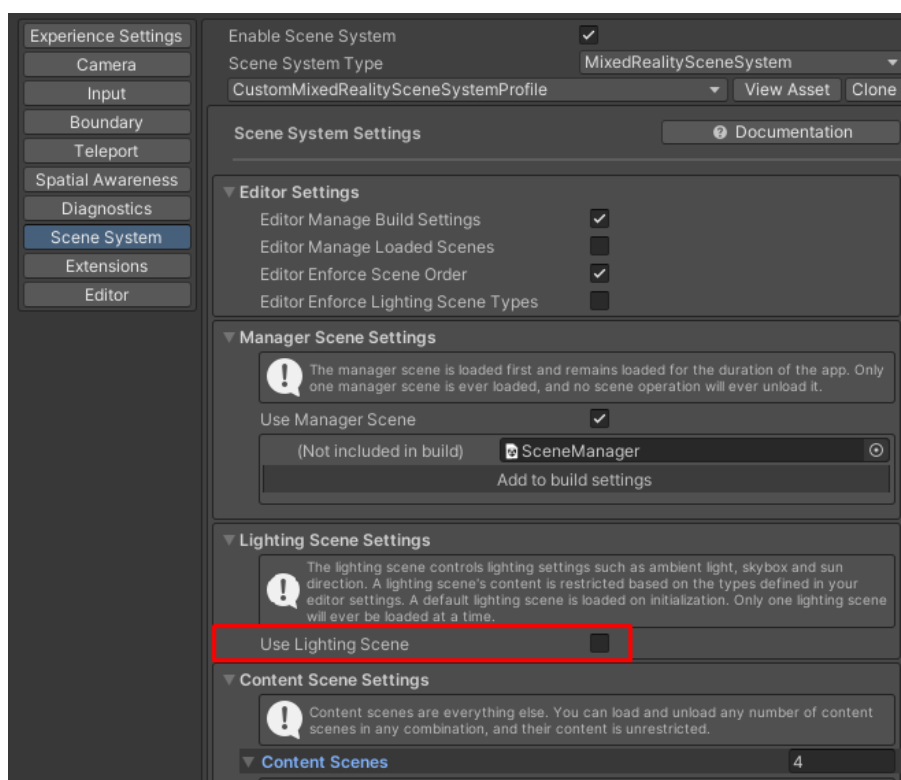 Experience Settings
Camera
Input
Boundary
Teleport
Spatial Awareness
Diagnostics
Scene System
Extensions
Editor
Enable Scene System
Scene System Type MixedRealitySceneSystem
CustomMixedRealitySceneSystemProfile View Asset Clone
Scene System Settings Documentation
Editor Settings
Editor Manage Build Settings
Editor Manage Loaded Scenes
Editor Enforce Scene Order
Editor Enforce Lighting Scene Types
Manager Scene Settings
The manager scene is loaded first and remains loaded for the duration of the app. Only
one manager scene is ever loaded, and no scene operation will ever unload it.
Use Manager Scene
(Not included in build) SceneManager
Add to build settings
Lighting Scene Settings
The lighting scene controls lighting settings such as ambient light, skybox and sun
direction. A lighting scene's content is restricted based on the types defined in your
editor settings. A default lighting scene is loaded on initialization. Only one lighting scene
will ever be loaded at a time.
Use Lighting Scene
Content Scene Settings
Content scenes are everything else. You can load and unload any number of content
scenes in any combination, and their content is unrestricted.
Content Scenes 4